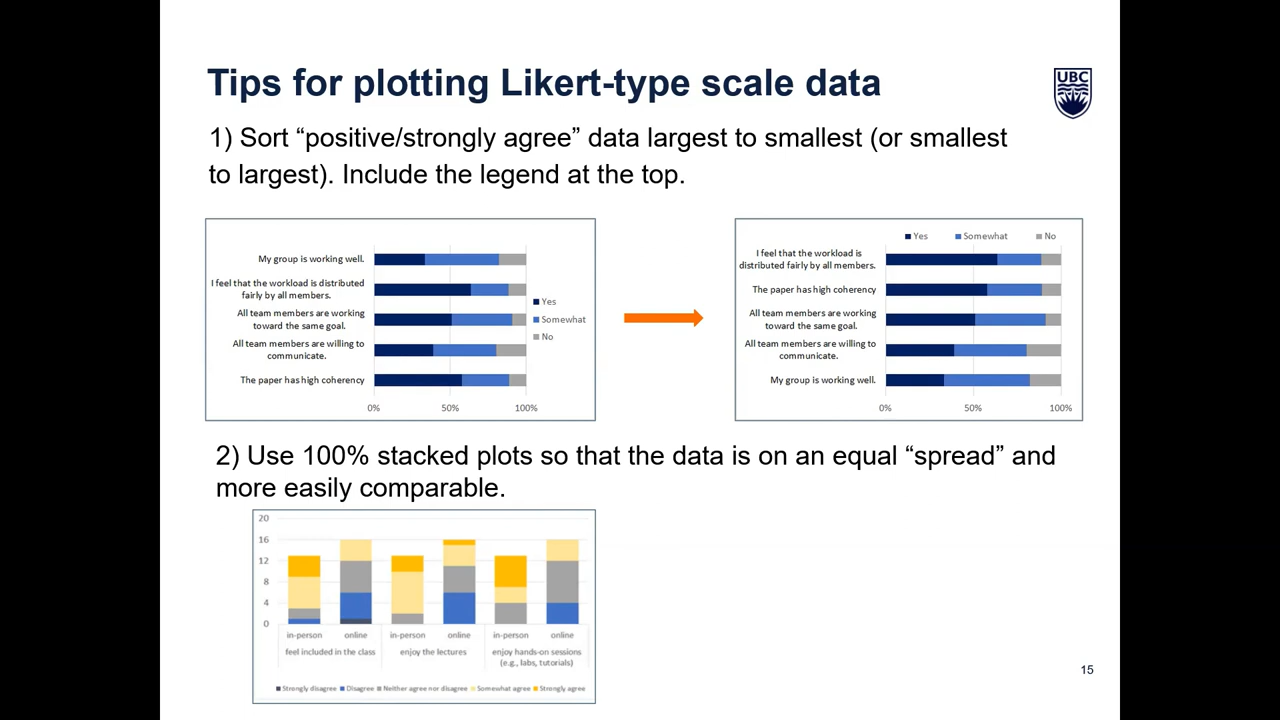 Tips for plotting Likert-type scale data
UBC
1) Sort “positive/strongly agree” data largest to smallest (or smallest
to largest). Include the legend at the top.
My group is working well.
I feel that the workload is distributed
fairly by all members.
All team members are working
toward the same goal.
All team members are willing to
communicate.
The paper has high coherency
0% 50% 100%
Yes
Somewhat
No
Yes Somewhat No
I feel that the workload is
distributed fairly by all members.
The paper has high coherency
All team members are working
toward the same goal.
All team members are willing to
communicate.
My group is working well.
0% 50% 100%
2) Use 100% stacked plots so that the data is on an equal “spread” and
more easily comparable.
20
16
12
8
4
0
in-person online in-person online in-person online
feel included in the class enjoy the lectures enjoy hands-on sessions
(e.g., labs, tutorials)
Strongly disagree Disagree Neither agree nor disagree Somewhat agree Strongly agree
15